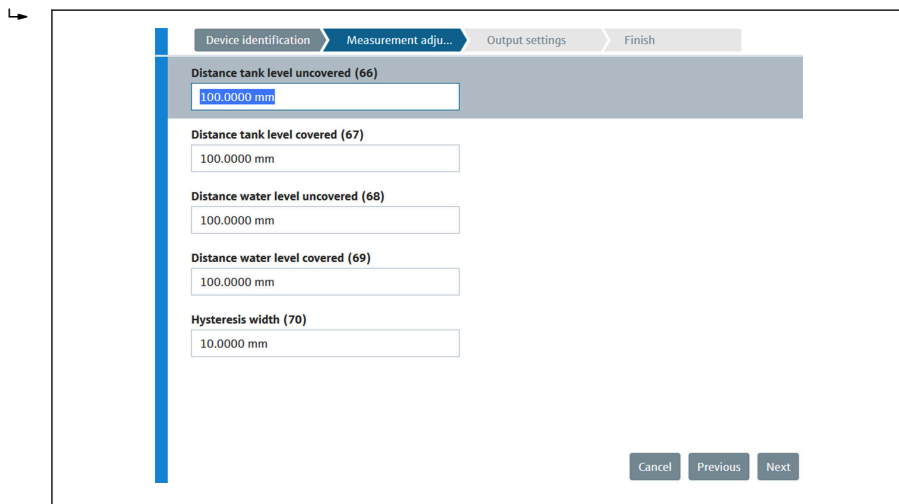 Device identification
Measurement adju...
Output settings
Finish
Distance tank level uncovered (66)
100.0000 mm
Distance tank level covered (67)
100.0000 mm
Distance water level uncovered (68)
100.0000 mm
Distance water level covered (69)
100.0000 mm
Hysteresis width (70)
10.0000 mm
Cancel
Previous
Next